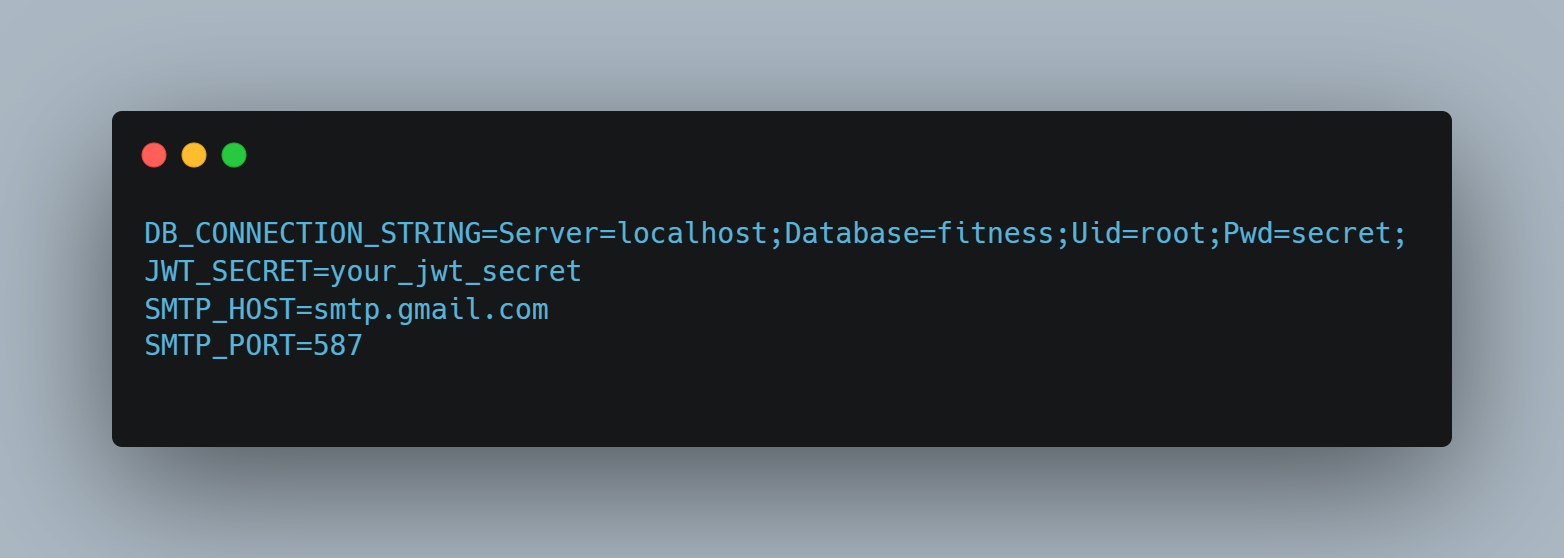 DB_CONNECTION_STRING=Server=localhost;Database=fitness;Uid=root;Pwd=secret;
JWT_SECRET=your_jwt_secret
SMTP_HOST=smtp.gmail.com
SMTP_PORT=587